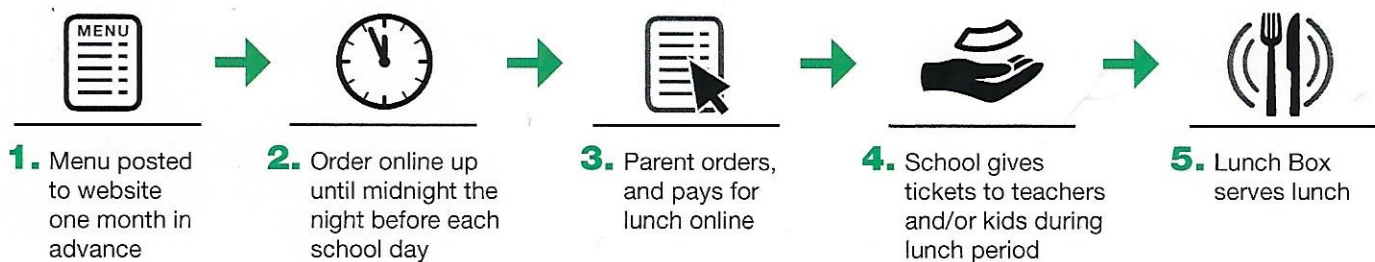 MENU
1. Menu posted
to website
one month in
advance
2. Order online up
until midnight the
night before each
school day
3. Parent orders,
and pays for
lunch online
4. School gives
tickets to teachers
and/or kids during
lunch period
5. Lunch Box
serves lunch